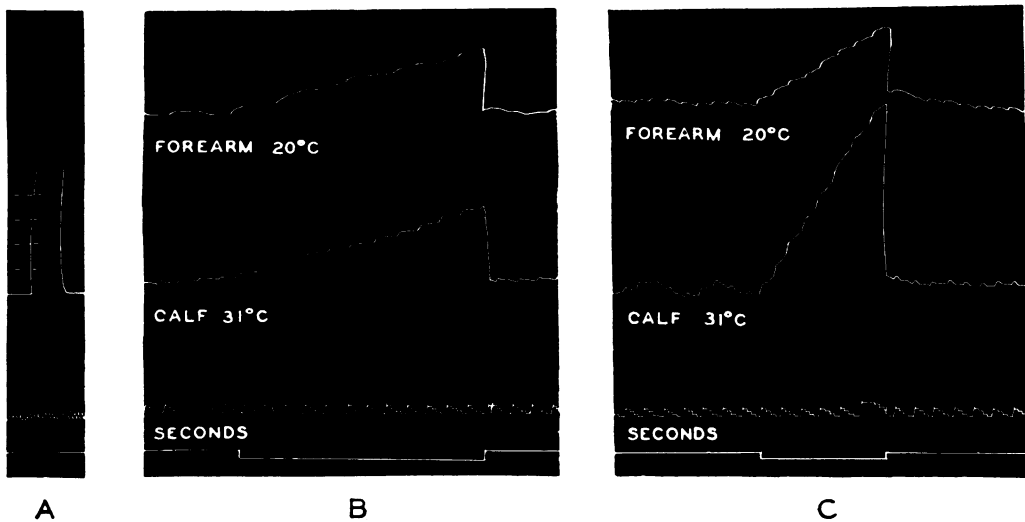 FOREARM 20°C
CALF 31°C
SECONDS
FOREARM 20°C
CALF 31°C
SECONDS
A
B
C